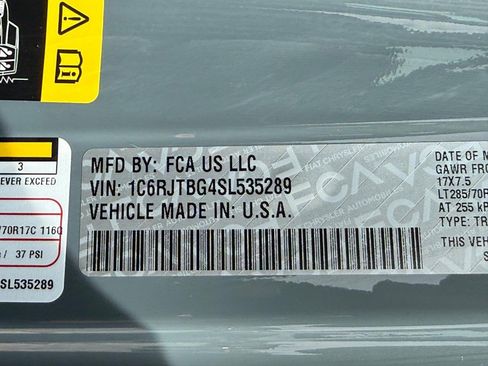 3
EVER EXCEED
/70R17C 116Q
/ 37 PSI
SL535289
MFD BY: FCA US LLC
VIN: 1C6RJTBG4SL535289
VEHICLE MADE IN: U.S.A.
DATE OF M
GAWR FRO
17X7.5
LT285/70R
AT 255 kP
TYPE: TR
THIS VEH
S